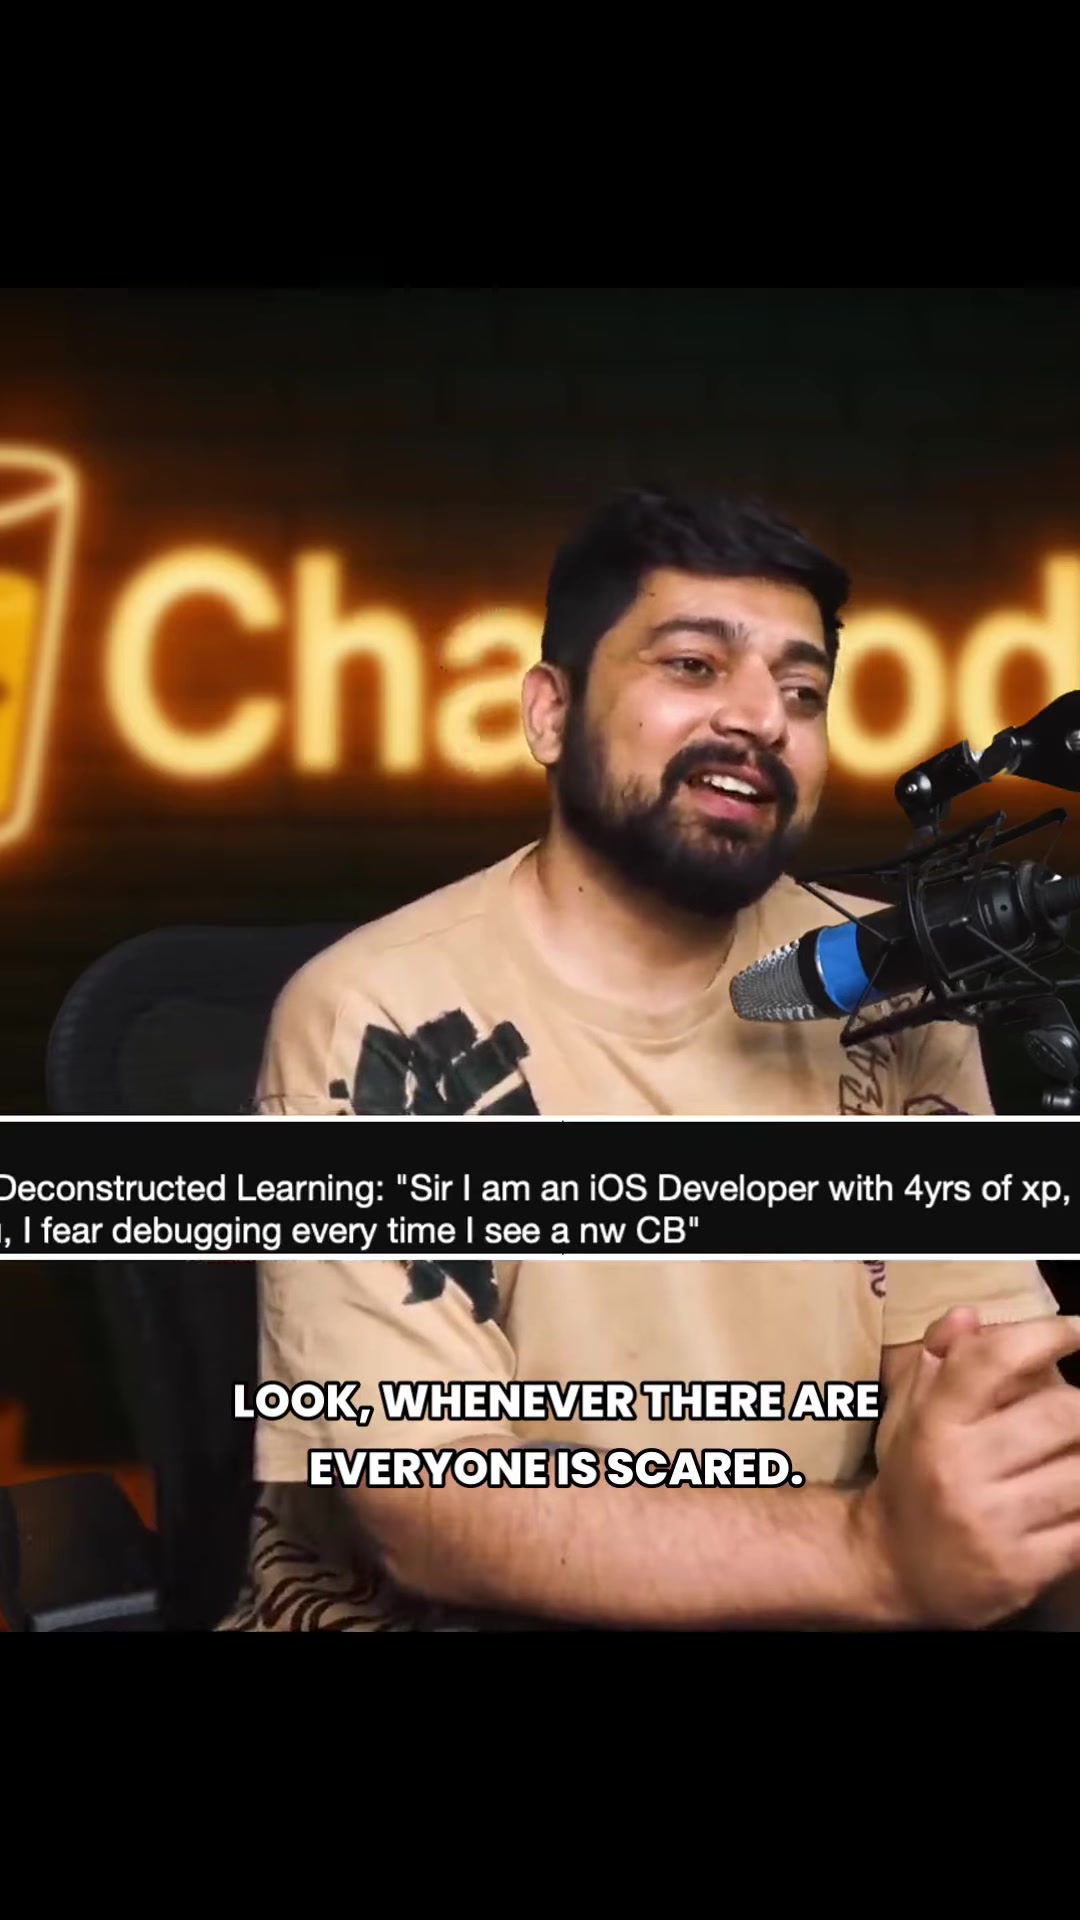 Cha od
Deconstructed Learning: "Sir I am an iOS Developer with 4yrs of xp,
, I fear debugging every time I see a nw CB"
LOOK, WHENEVER THERE ARE
EVERYONE IS SCARED.